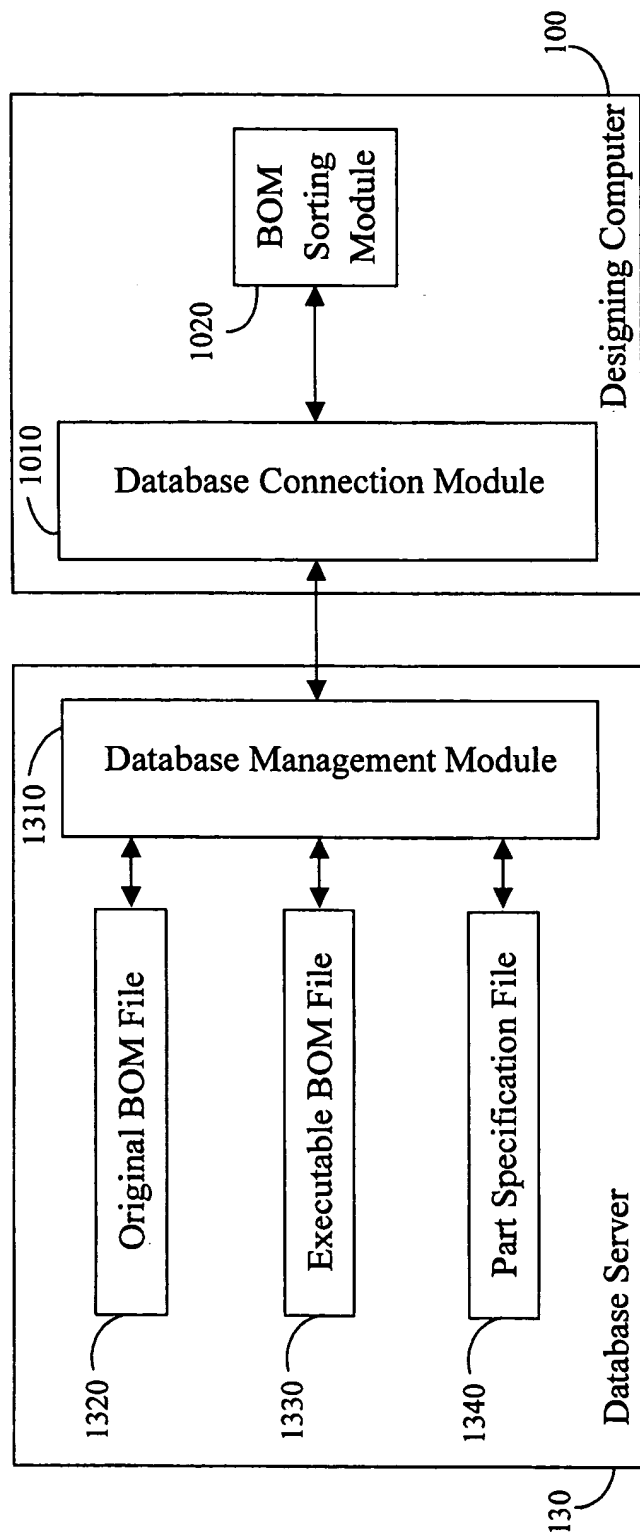 1320
Original BOM File
1330
Executable BOM File
1340
Part Specification File
Database Server
130
1310
Database Management Module
1010
Database Connection Module
1020
BOM
Sorting
Module
Designing Computer
100